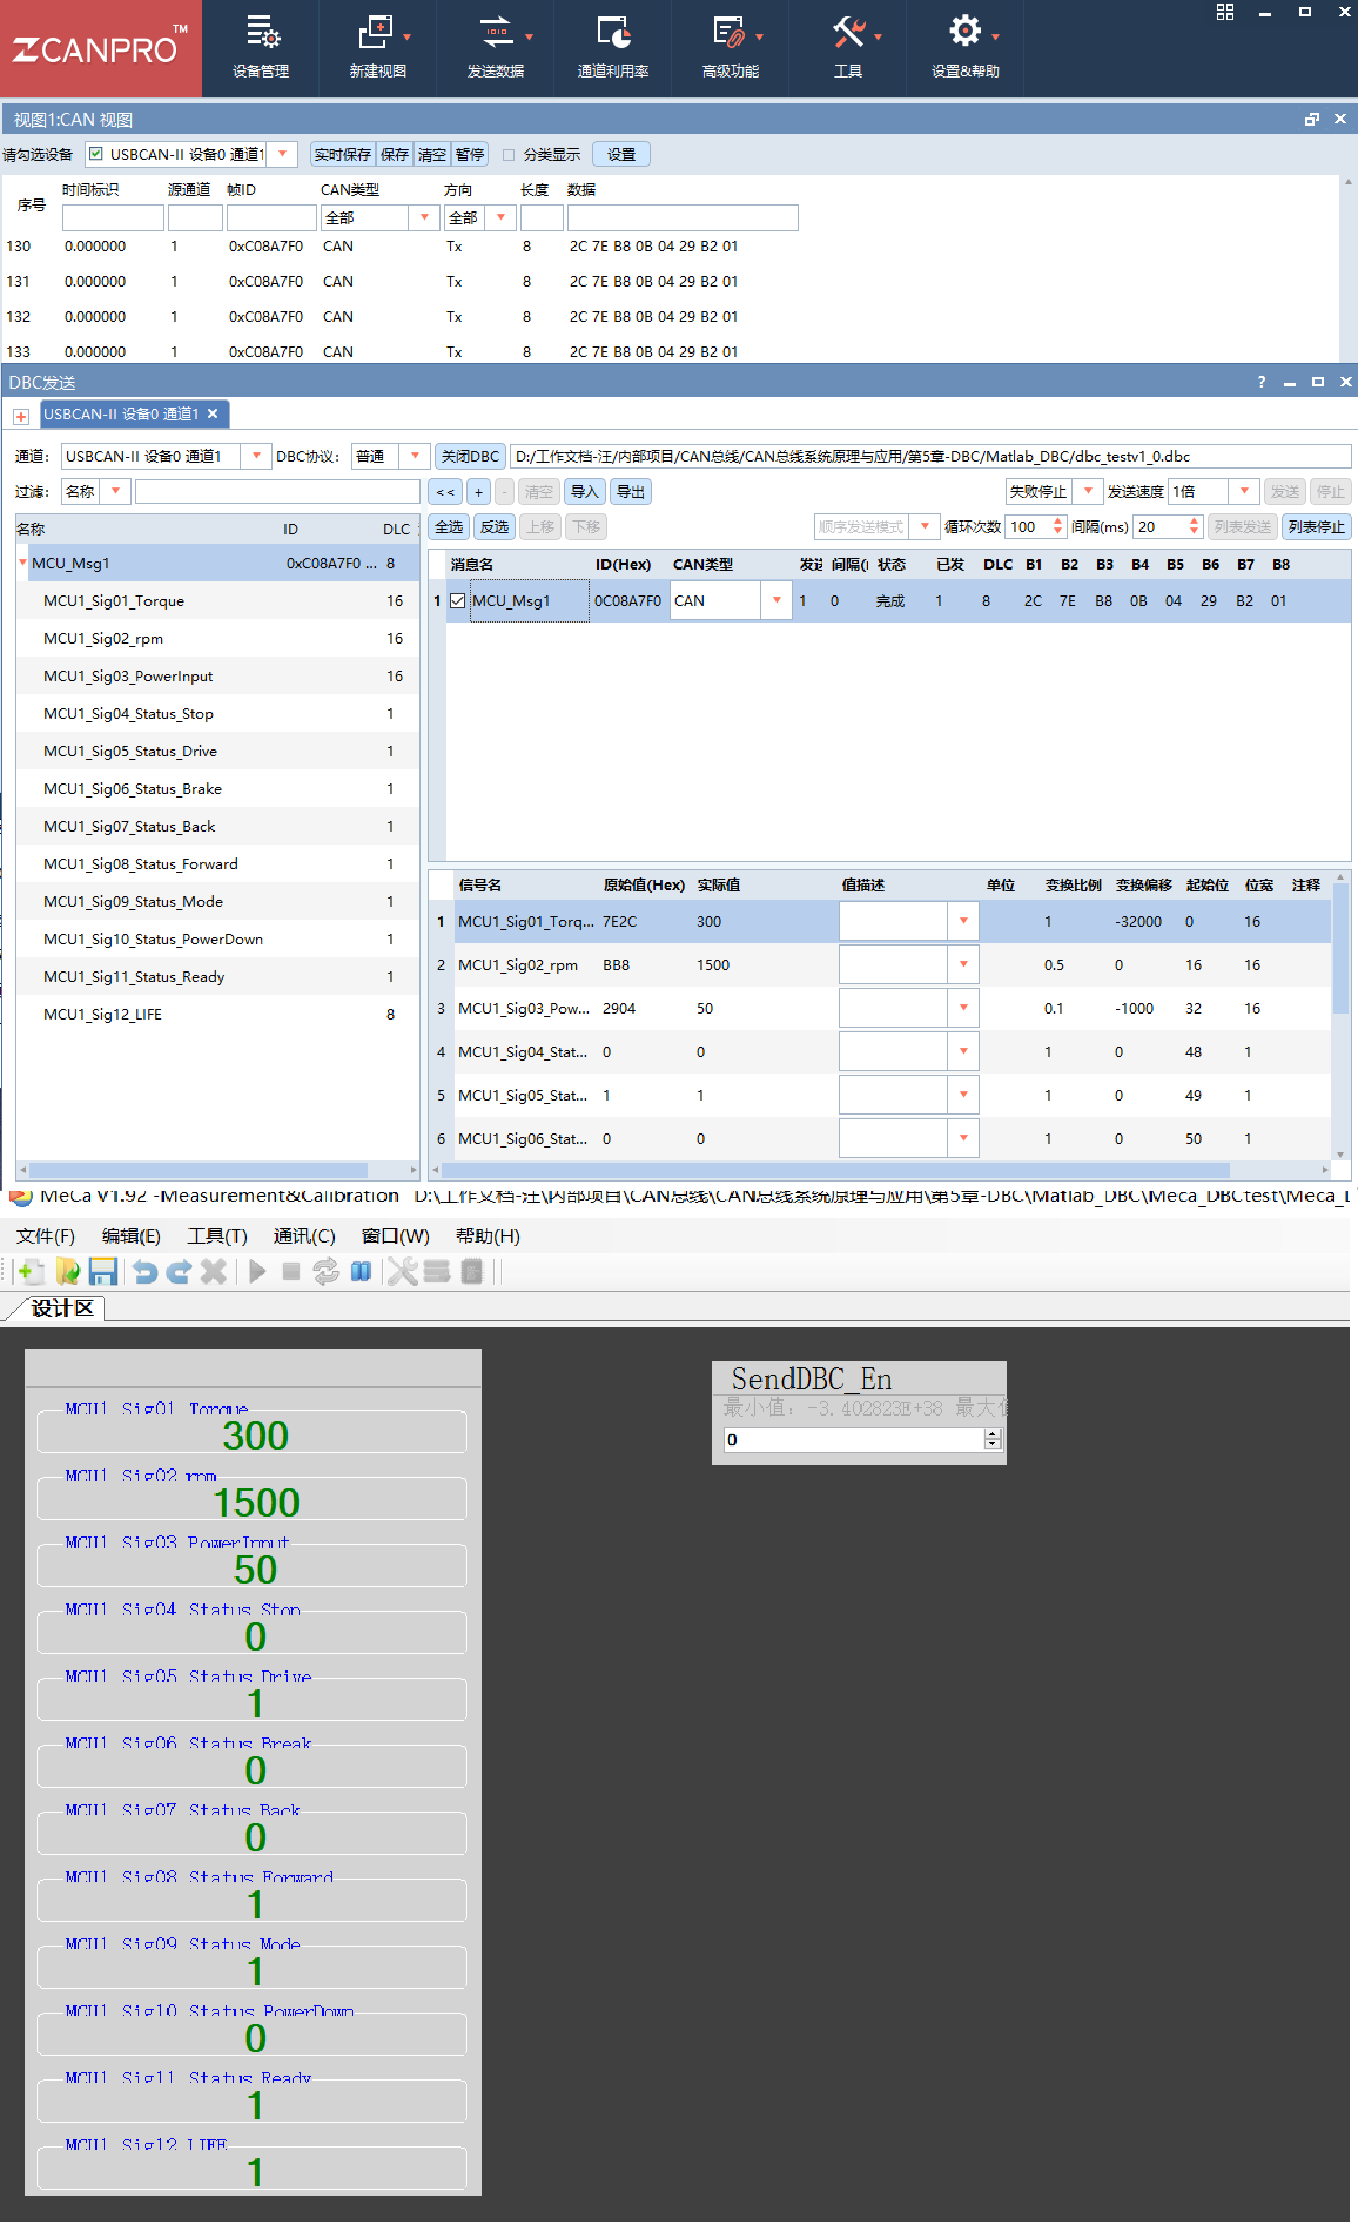 ZCANPRO™
设备管理 新建视图 发送数据 通道利用率 高级功能 工具 设置&帮助
视图1:CAN 视图
请勾选设备 USBCAN-II 设备0 通道1 实时保存 保存 清空 暂停 分类显示 设置
序号 时间标识 源通道 帧ID CAN类型 方向 长度 数据
全部 全部
130 0.000000 1 0xC08A7F0 CAN Tx 8 2C 7E B8 0B 04 29 B2 01
131 0.000000 1 0xC08A7F0 CAN Tx 8 2C 7E B8 0B 04 29 B2 01
132 0.000000 1 0xC08A7F0 CAN Tx 8 2C 7E B8 0B 04 29 B2 01
133 0.000000 1 0xC08A7F0 CAN Tx 8 2C 7E B8 0B 04 29 B2 01
DBC发送
USBCAN-II 设备0 通道1
通道: USBCAN-II 设备0 通道1 DBC协议: 普通 关闭DBC D:/工作文档-汪/内部项目/CAN总线/CAN总线系统原理与应用/第5章-DBC/Matlab_DBC/dbc_testv1_0.dbc
过滤: 名称 << + - 清空 导入 导出 失败停止 发送速度 1倍 发送 停止
全选 反选 上移 下移 顺序发送模式 循环次数 100 间隔(ms) 20 列表发送 列表停止
名称 ID DLC
MCU_Msg1 0xC08A7F0 ... 8
MCU1_Sig01_Torque 16
MCU1_Sig02_rpm 16
MCU1_Sig03_PowerInput 16
MCU1_Sig04_Status_Stop 1
MCU1_Sig05_Status_Drive 1
MCU1_Sig06_Status_Brake 1
MCU1_Sig07_Status_Back 1
MCU1_Sig08_Status_Forward 1
MCU1_Sig09_Status_Mode 1
MCU1_Sig10_Status_PowerDown 1
MCU1_Sig11_Status_Ready 1
MCU1_Sig12_LIFE 8
消息名 ID(Hex) CAN类型 发送 间隔( 状态 已发 DLC B1 B2 B3 B4 B5 B6 B7 B8
1 MCU_Msg1 0C08A7F0 CAN 1 0 完成 1 8 2C 7E B8 0B 04 29 B2 01
信号名 原始值(Hex) 实际值 值描述 单位 变换比例 变换偏移 起始位 位宽 注释
1 MCU1_Sig01_Torq... 7E2C 300 1 -32000 0 16
2 MCU1_Sig02_rpm BB8 1500 0.5 0 16 16
3 MCU1_Sig03_Pow... 2904 50 0.1 -1000 32 16
4 MCU1_Sig04_Stat... 0 0 1 0 48 1
5 MCU1_Sig05_Stat... 1 1 1 0 49 1
6 MCU1_Sig06_Stat... 0 0 1 0 50 1
MeCa V1.92 -Measurement&Calibration D:\工作文档-汪\内部项目\CAN总线\CAN总线系统原理与应用\第5章-DBC\Matlab_DBC\Meca_DBCtest\Meca_
文件(F) 编辑(E) 工具(T) 通讯(C) 窗口(W) 帮助(H)
设计区
MCU1_Sig01_Torque
300
MCU1_Sig02_rpm
1500
MCU1_Sig03_PowerInput
50
MCU1_Sig04_Status_Stop
0
MCU1_Sig05_Status_Drive
1
MCU1_Sig06_Status_Break
0
MCU1_Sig07_Status_Back
0
MCU1_Sig08_Status_Forward
1
MCU1_Sig09_Status_Mode
1
MCU1_Sig10_Status_PowerDown
0
MCU1_Sig11_Status_Ready
1
MCU1_Sig12_LIFE
1
SendDBC_En
最小值: -3.402823E+38 最大值
0